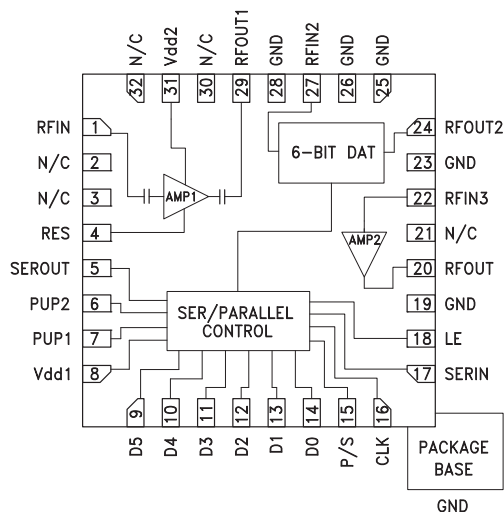 N/C
Vdd2
N/C
RFOUT1
GND
RFIN2
GND
GND
32
31
30
29
28
27
26
25
RFIN 1
N/C 2
N/C 3
RES 4
SEROUT 5
PUP2 6
PUP1 7
Vdd1 8
AMP1
6-BIT DAT
AMP2
SER/PARALLEL
CONTROL
24 RFOUT2
23 GND
22 RFIN3
21 N/C
20 RFOUT
19 GND
18 LE
17 SERIN
9
10
11
12
13
14
15
16
D5
D4
D3
D2
D1
D0
P/S
CLK
PACKAGE
BASE
GND